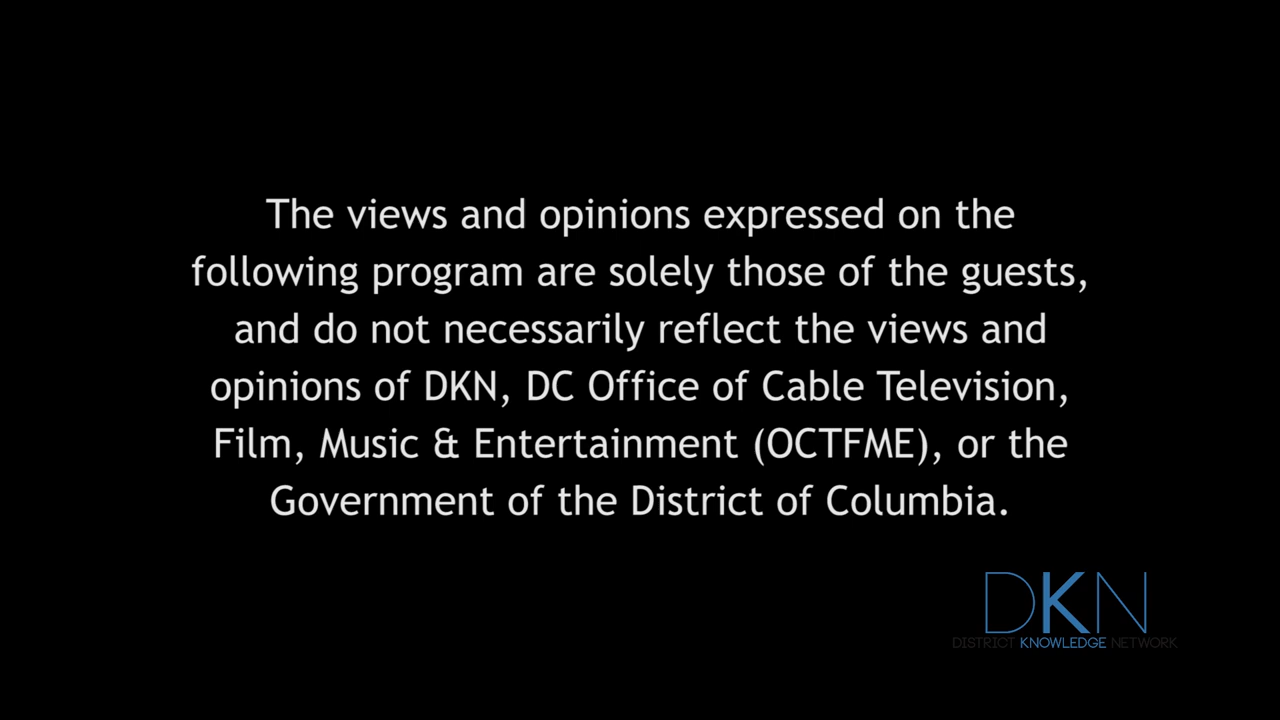 The views and opinions expressed on the
following program are solely those of the guests,
and do not necessarily reflect the views and
opinions of DKN, DC Office of Cable Television,
Film, Music & Entertainment (OCTFME), or the
Government of the District of Columbia.
DKN
DISTRICT KNOWLEDGE NETWORK